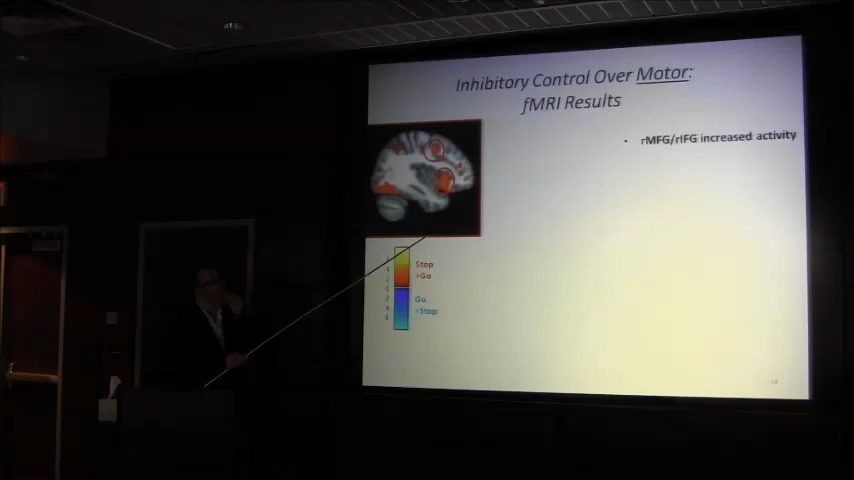 Inhibitory Control Over Motor:
fMRI Results
• rMFG/rIFG increased activity
Stop
>Go
Go
>Stop